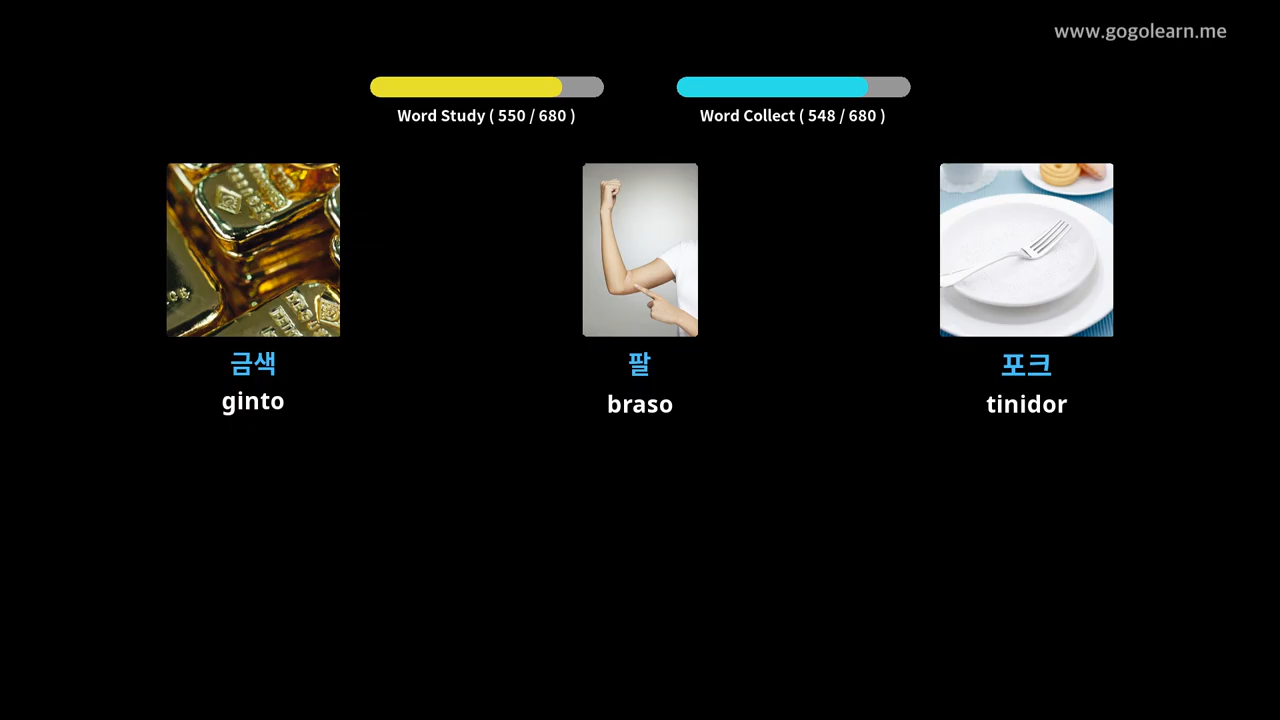 www.gogolearn.me
Word Study ( 550 / 680 )
Word Collect ( 548 / 680 )
금색
ginto
팔
braso
포크
tinidor